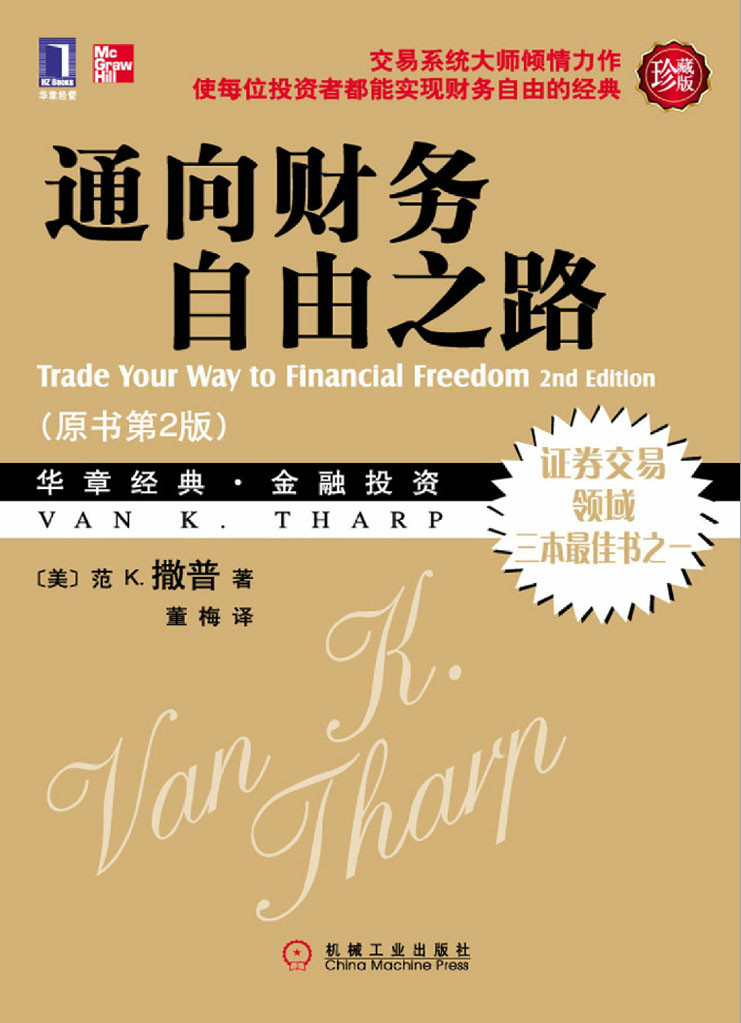 HZ Books
华章经管
Mc
Graw
Hill
交易系统大师倾情力作
使每位投资者都能实现财务自由的经典
珍藏版
通向财务
自由之路
Trade Your Way to Financial Freedom 2nd Edition
（原书第2版）
华章经典·金融投资
VAN K. THARP
证券交易
领域
三本最佳书之一
〔美〕范 K. 撒普 著
董梅 译
Van K.
Tharp
机械工业出版社
China Machine Press